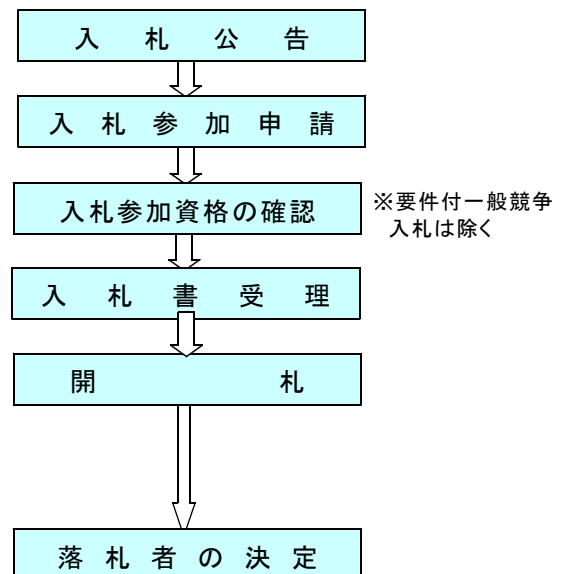 入札公告
入札参加申請
入札参加資格の確認
※要件付一般競争
入札は除く
入札書受理
開札
落札者の決定